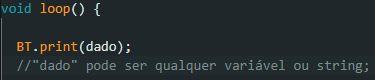 void loop() {
BT.print(dado);
//"dado" pode ser qualquer variável ou string;